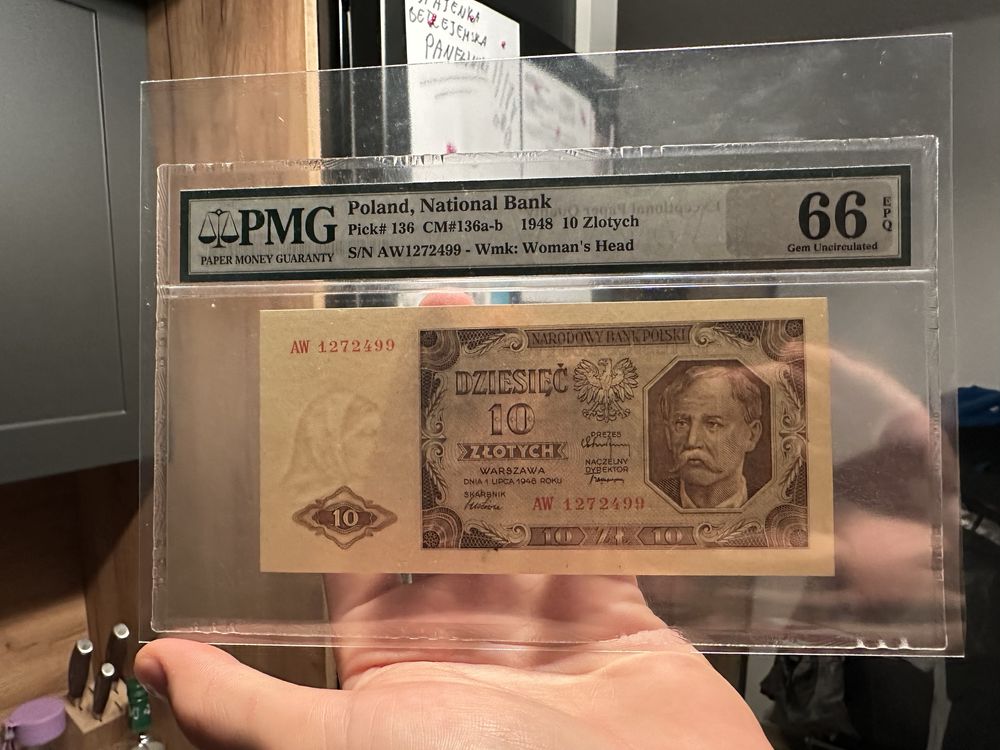 PMG
PAPER MONEY GUARANTY
Poland, National Bank
Pick# 136 CM#136a-b 1948 10 Zlotych
S/N AW1272499 - Wmk: Woman's Head
66
EPQ
Gem Uncirculated
AW 1272499
NARODOWY BANK POLSKI
DZIESIĘĆ
10
ZŁOTYCH
WARSZAWA
DNIA 1 LIPCA 1948 ROKU
SKARBNIK
PREZES
NACZELNY
DYREKTOR
AW 1272499
10
10 ZŁ 10